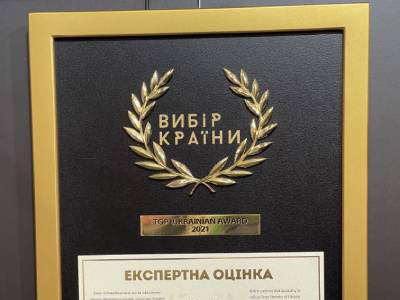 ВИБІР
КРАЇНИ
TOP UKRAINIAN AWARD
2021
ЕКСПЕРТНА ОЦІНКА